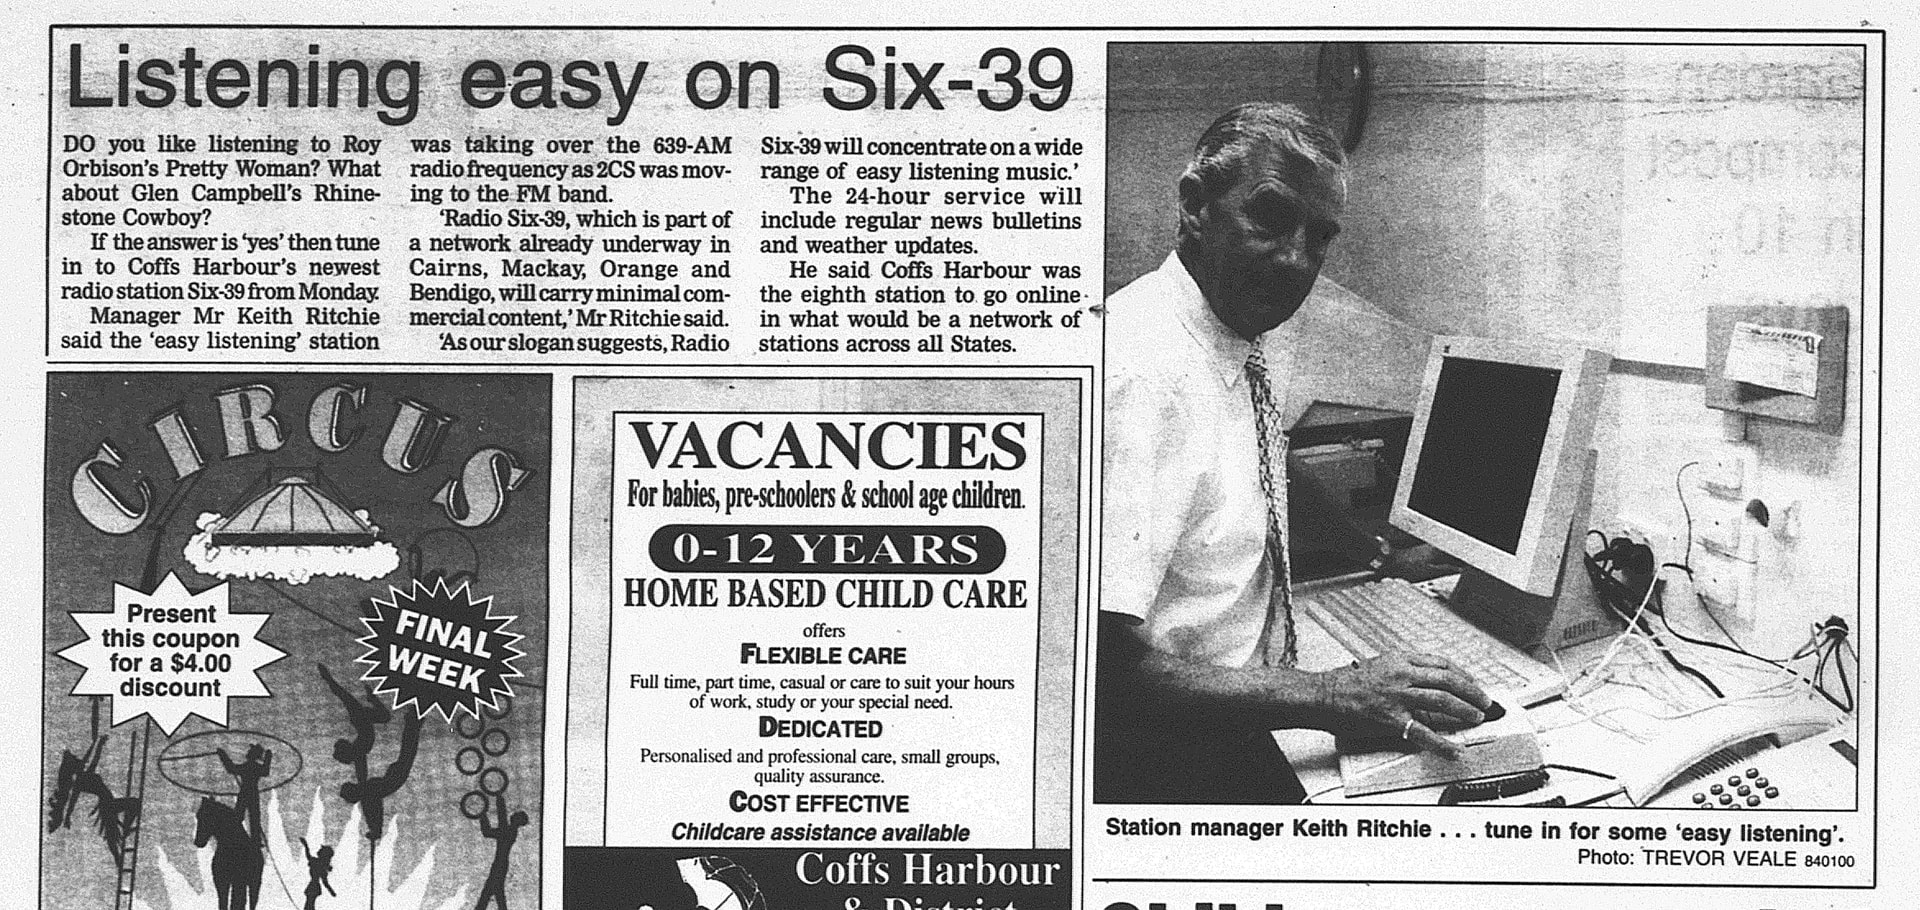 Listening easy on Six-39
DO you like listening to Roy
Orbison's Pretty Woman? What
about Glen Campbell's Rhine-
stone Cowboy?
If the answer is 'yes' then tune
in to Coffs Harbour's newest
radio station Six-39 from Monday.
Manager Mr Keith Ritchie
said the 'easy listening' station
was taking over the 639-AM
radio frequency as 2CS was mov-
ing to the FM band.
'Radio Six-39, which is part of
a network already underway in
Cairns, Mackay, Orange and
Bendigo, will carry minimal com-
mercial content,' Mr Ritchie said.
'As our slogan suggests, Radio
Six-39 will concentrate on a wide
range of easy listening music.'
The 24-hour service will
include regular news bulletins
and weather updates.
He said Coffs Harbour was
the eighth station to go online
in what would be a network of
stations across all States.
Station manager Keith Ritchie . . . tune in for some 'easy listening'.
Photo: TREVOR VEALE 840100
CIRCUS
Present
this coupon
for a $4.00
discount
FINAL
WEEK
VACANCIES
For babies, pre-schoolers & school age children.
0-12 YEARS
HOME BASED CHILD CARE
offers
FLEXIBLE CARE
Full time, part time, casual or care to suit your hours
of work, study or your special need.
DEDICATED
Personalised and professional care, small groups,
quality assurance.
COST EFFECTIVE
Childcare assistance available
Coffs Harbour
& District